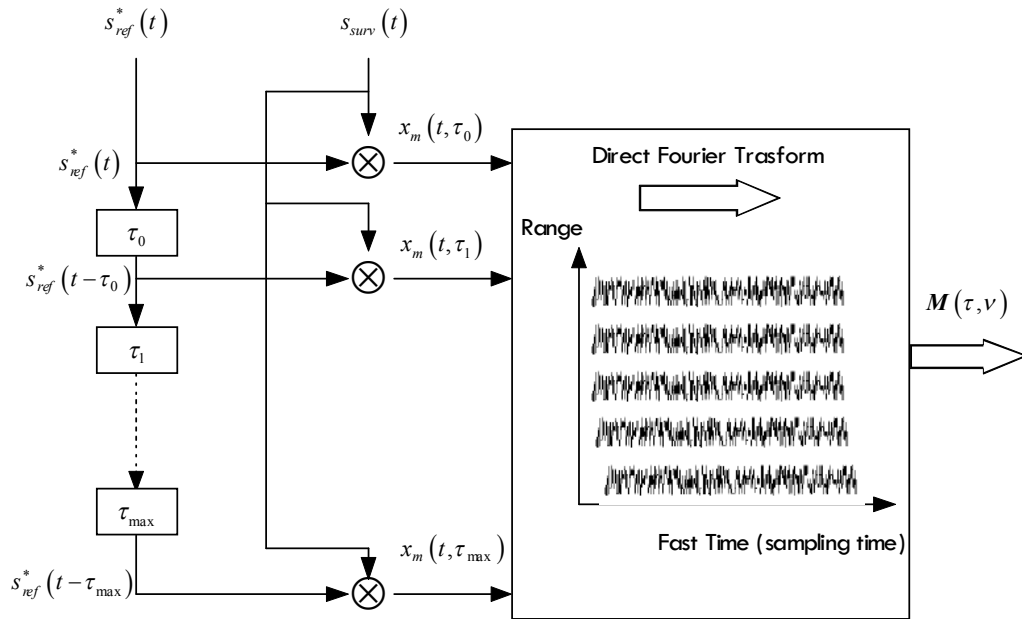 s*ref(t)
ssurv(t)
xm(t,τ0)
s*ref(t)
Direct Fourier Trasform
τ0
Range
xm(t,τ1)
s*ref(t−τ0)
M(τ,ν)
τ1
τmax
xm(t,τmax)
Fast Time (sampling time)
s*ref(t−τmax)